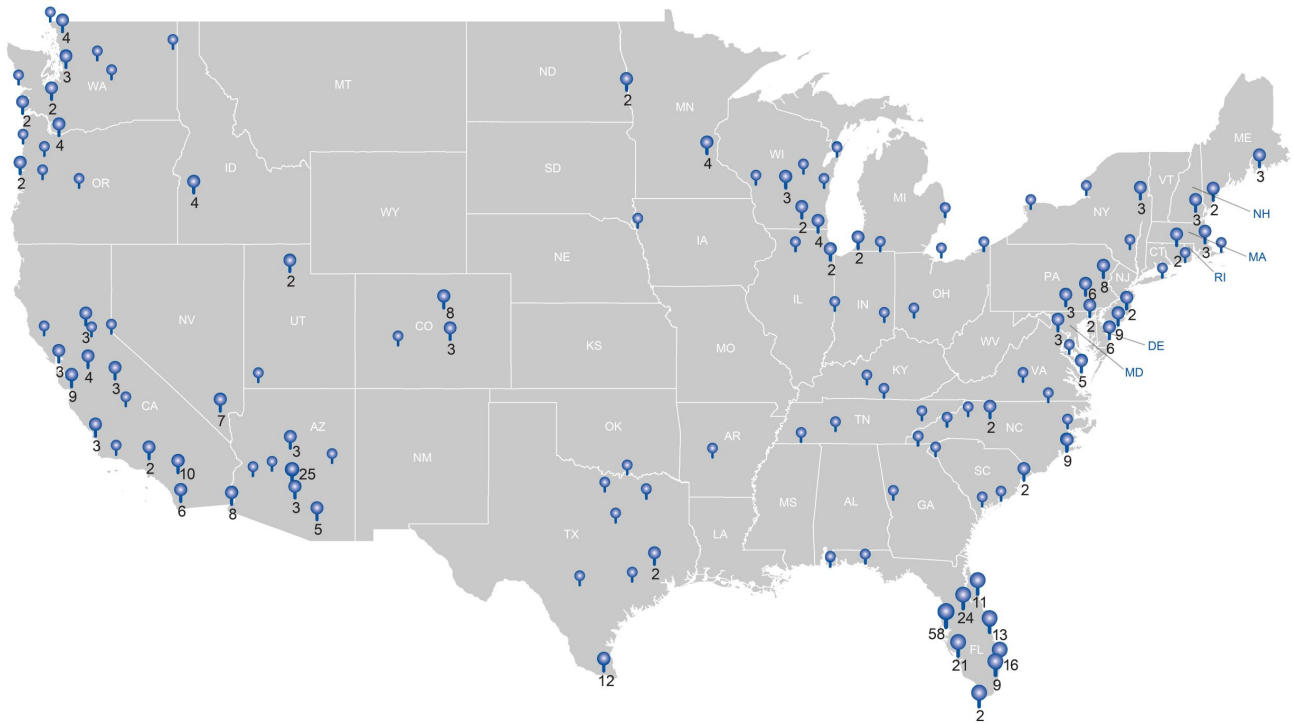 4
3
WA
2
2
4
2
OR
ID
4
MT
ND
2
MN
4
SD
WY
NE
IA
WI
3
2
4
2
MI
2
ME
3
VT
NH
3
2
3
NY
MA
3
2
CT
RI
PA
8
6
NJ
3
2
2
9
6
DE
3
MD
5
OH
IN
IL
WV
VA
KY
MO
KS
CO
8
3
UT
2
NV
3
3
4
3
9
CA
7
3
2
10
6
8
AZ
3
25
3
5
NM
OK
AR
TN
2
NC
9
SC
2
GA
AL
MS
LA
TX
2
12
11
24
58
13
FL
21
16
9
2